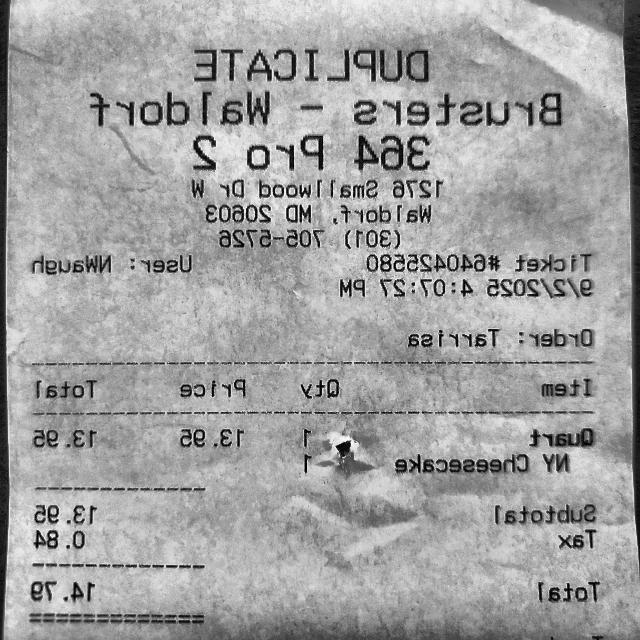 DUPLICATE
Brusters - Waldorf
364 Pro 2
1276 Smallwood Dr W
Waldorf, MD 20603
(301) 705-5726
Ticket #640425580 User: NWaugh
9/2/2025 4:07:27 PM
Order: Tarrisa
Item Qty Price Total
Quart 1 13.95 13.95
NY Cheesecake 1
Subtotal 13.95
Tax 0.84
Total 14.79